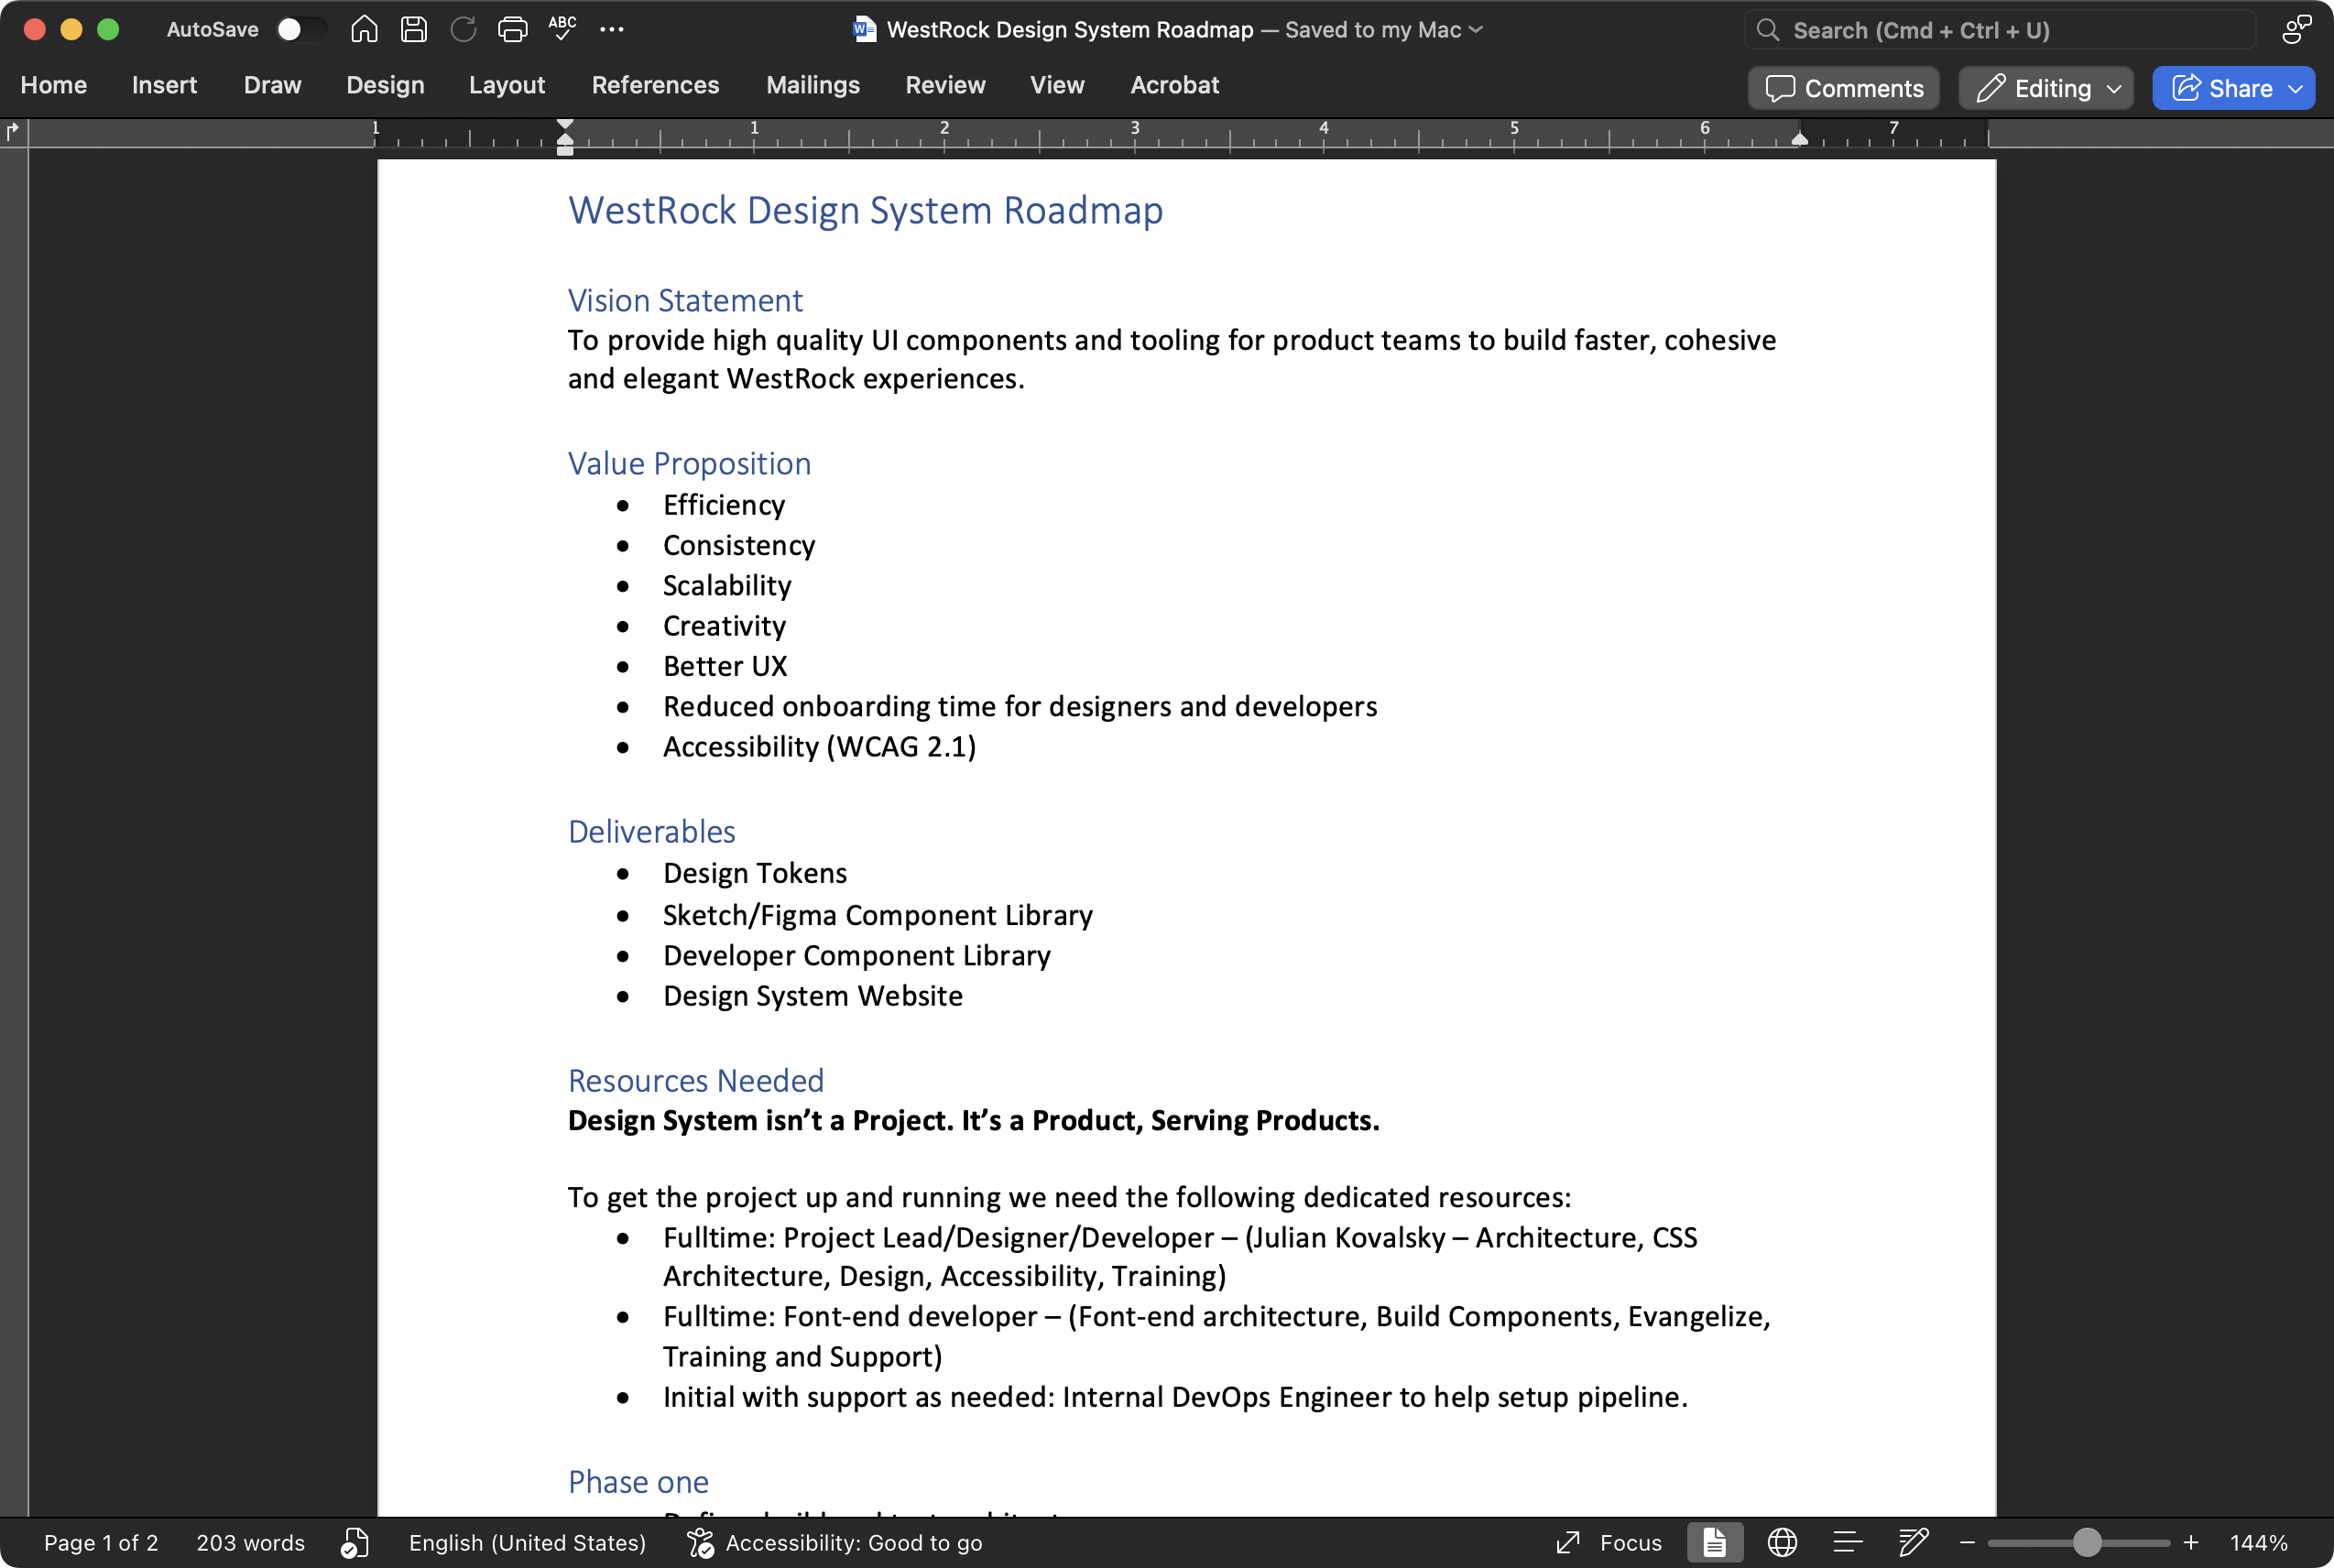 AutoSave
ABC
WestRock Design System Roadmap — Saved to my Mac
Search (Cmd + Ctrl + U)
Home Insert Draw Design Layout References Mailings Review View Acrobat
Comments Editing Share
1 1 2 3 4 5 6 7
WestRock Design System Roadmap
Vision Statement
To provide high quality UI components and tooling for product teams to build faster, cohesive
and elegant WestRock experiences.
Value Proposition
• Efficiency
• Consistency
• Scalability
• Creativity
• Better UX
• Reduced onboarding time for designers and developers
• Accessibility (WCAG 2.1)
Deliverables
• Design Tokens
• Sketch/Figma Component Library
• Developer Component Library
• Design System Website
Resources Needed
Design System isn’t a Project. It’s a Product, Serving Products.
To get the project up and running we need the following dedicated resources:
• Fulltime: Project Lead/Designer/Developer – (Julian Kovalsky – Architecture, CSS
Architecture, Design, Accessibility, Training)
• Fulltime: Font-end developer – (Font-end architecture, Build Components, Evangelize,
Training and Support)
• Initial with support as needed: Internal DevOps Engineer to help setup pipeline.
Phase one
Page 1 of 2 203 words English (United States) Accessibility: Good to go Focus 144%